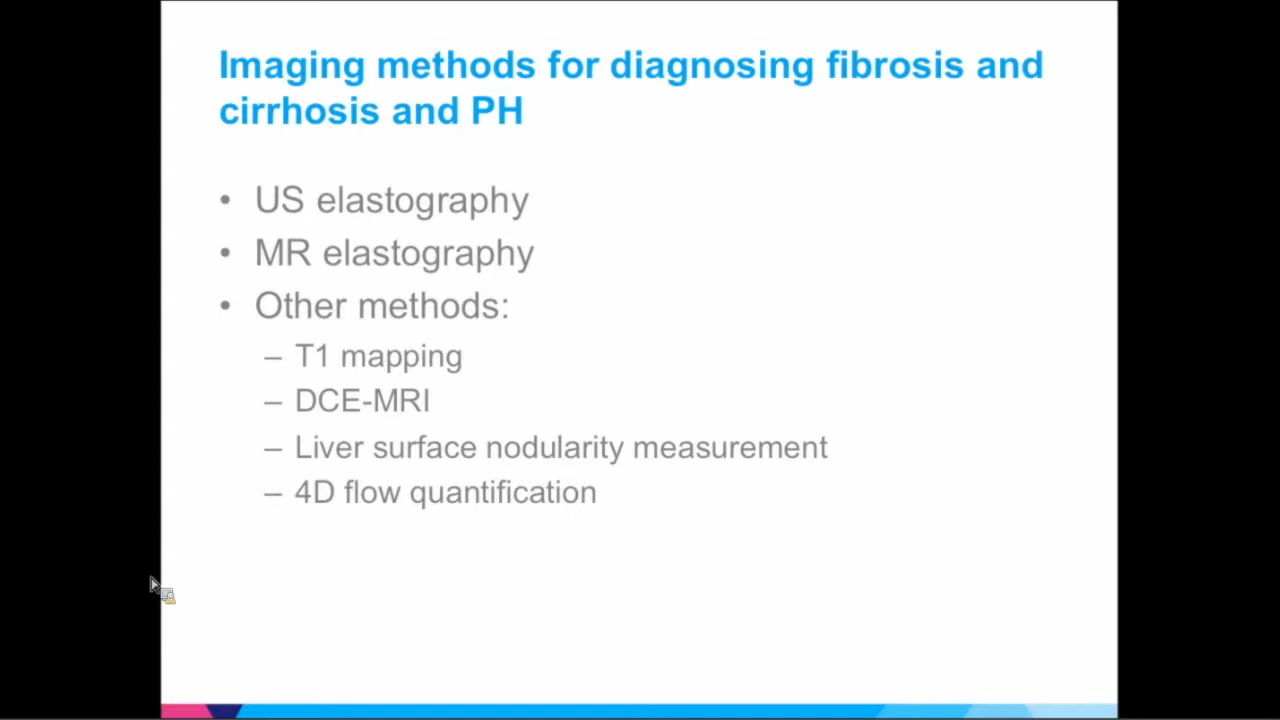 Imaging methods for diagnosing fibrosis and
cirrhosis and PH
• US elastography
• MR elastography
• Other methods:
– T1 mapping
– DCE-MRI
– Liver surface nodularity measurement
– 4D flow quantification